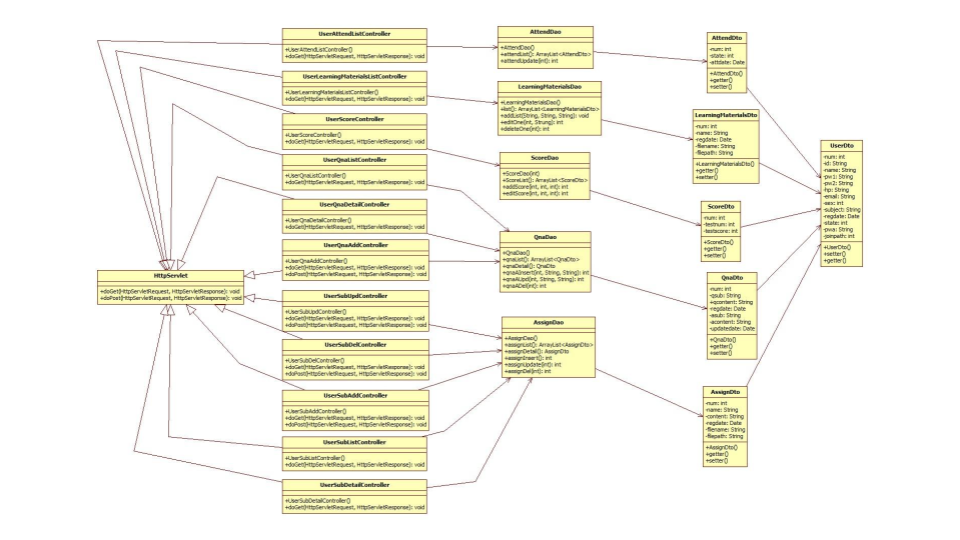 UserAttendListController
+UserAttendListController()
+doGet(HttpServletRequest, HttpServletResponse): void
UserLearningMaterialsListController
+UserLearningMaterialsListController()
+doGet(HttpServletRequest, HttpServletResponse): void
UserScoreController
+UserScoreController()
+doGet(HttpServletRequest, HttpServletResponse): void
UserQnaListController
+UserQnaListController()
+doGet(HttpServletRequest, HttpServletResponse): void
UserQnaDetailController
+UserQnaDetailController()
+doGet(HttpServletRequest, HttpServletResponse): void
UserQnaAddController
+UserQnaAddController()
+doGet(HttpServletRequest, HttpServletResponse): void
+doPost(HttpServletRequest, HttpServletResponse): void
HttpServlet
+doGet(HttpServletRequest, HttpServletResponse): void
+doPost(HttpServletRequest, HttpServletResponse): void
UserSubUpdController
+UserSubUpdController()
+doGet(HttpServletRequest, HttpServletResponse): void
+doPost(HttpServletRequest, HttpServletResponse): void
UserSubDelController
+UserSubDelController()
+doGet(HttpServletRequest, HttpServletResponse): void
+doPost(HttpServletRequest, HttpServletResponse): void
UserSubAddController
+UserSubAddController()
+doGet(HttpServletRequest, HttpServletResponse): void
+doPost(HttpServletRequest, HttpServletResponse): void
UserSubListController
+UserSubListController()
+doGet(HttpServletRequest, HttpServletResponse): void
UserSubDetailController
+UserSubDetailController()
+doGet(HttpServletRequest, HttpServletResponse): void
AttendDao
+AttendDao()
+attendList(): ArrayList<AttendDto>
+attendUpdate(int): int
LearningMaterialsDao
+LearningMaterialsDao()
+list(): ArrayList<LearningMaterialsDto>
+addList(String, String, String): void
+editOne(int, Strung): int
+deleteOne(int): int
ScoreDao
+ScoreDao(int)
+ScoreList(): ArrayList<ScoreDto>
+addScore(int, int, int): int
+editScore(int, int, int): int
QnaDao
+QnaDao()
+qnaList(): ArrayList<QnaDto>
+qnaDetail(): QnaDto
+qnaAInsert(int, String, String): int
+qnaAUpd(int, String, String): int
+qnaADel(int): int
AssignDao
+AssignDao()
+assignList(): ArrayList<AssignDto>
+assignDetail(): AssignDto
+assignInsert(): int
+assignUpdate(int): int
+assignDel(int): int
AttendDto
-num: int
-state: int
-attdate: Date
+AttendDto()
+getter()
+setter()
LearningMaterialsDto
-num: int
-name: String
-regdate: Date
-filename: String
-filepath: String
+LearningMaterialsDto()
+getter()
+setter()
ScoreDto
-num: int
-testnum: int
-testscore: int
+ScoreDto()
+getter()
+setter()
QnaDto
-num: int
-qsub: String
+qcontent: String
-regdate: Date
-asub: String
-acontent: String
-updatedate: Date
+QnaDto()
+getter()
+setter()
AssignDto
-num: int
-name: String
-content: String
-regdate: Date
-filename: String
-filepath: String
+AssignDto()
+getter()
+setter()
UserDto
-num: int
-id: String
-name: String
-pw1: String
-pw2: String
-hp: String
-email: String
-sex: int
-subject: String
-regdate: Date
-state: int
-pwa: String
-joinpath: int
+UserDto()
+setter()
+getter()